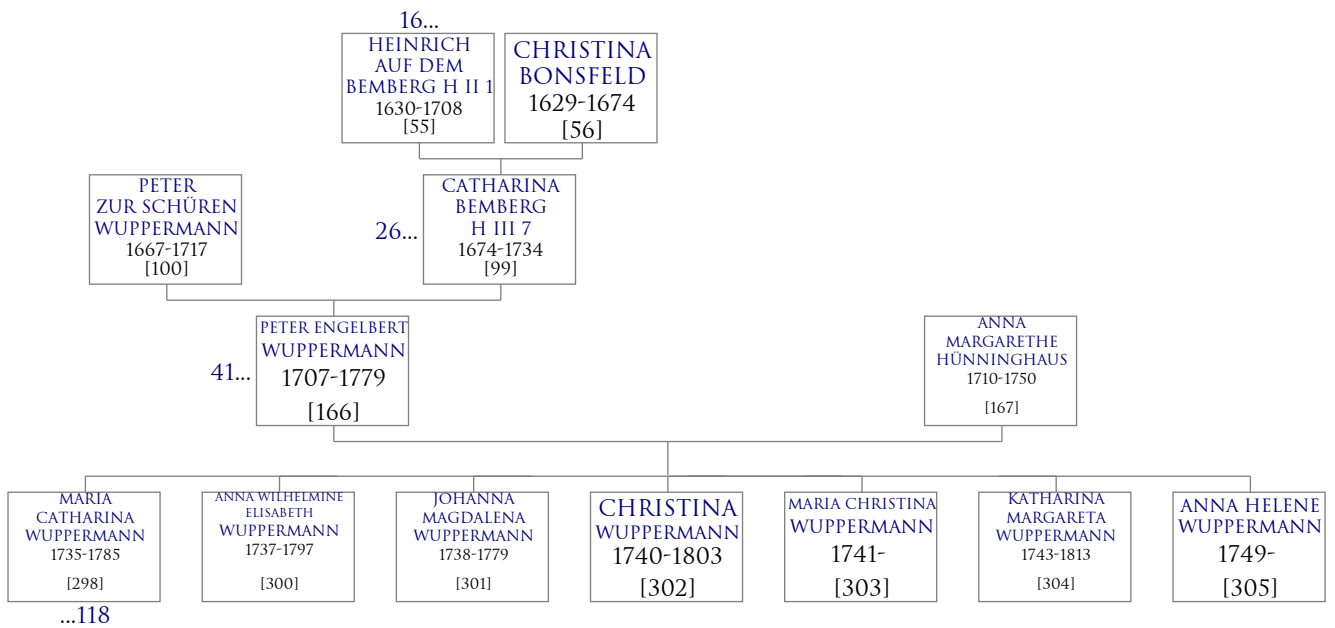 16...
HEINRICH
AUF DEM
BEMBERG H II 1
1630-1708
[55]
CHRISTINA
BONSFELD
1629-1674
[56]
PETER
ZUR SCHÜREN
WUPPERMANN
1667-1717
[100]
26...
CATHARINA
BEMBERG
H III 7
1674-1734
[99]
41...
PETER ENGELBERT
WUPPERMANN
1707-1779
[166]
ANNA
MARGARETHE
HÜNNINGHAUS
1710-1750
[167]
MARIA
CATHARINA
WUPPERMANN
1735-1785
[298]
...118
ANNA WILHELMINE
ELISABETH
WUPPERMANN
1737-1797
[300]
JOHANNA
MAGDALENA
WUPPERMANN
1738-1779
[301]
CHRISTINA
WUPPERMANN
1740-1803
[302]
MARIA CHRISTINA
WUPPERMANN
1741-
[303]
KATHARINA
MARGARETA
WUPPERMANN
1743-1813
[304]
ANNA HELENE
WUPPERMANN
1749-
[305]